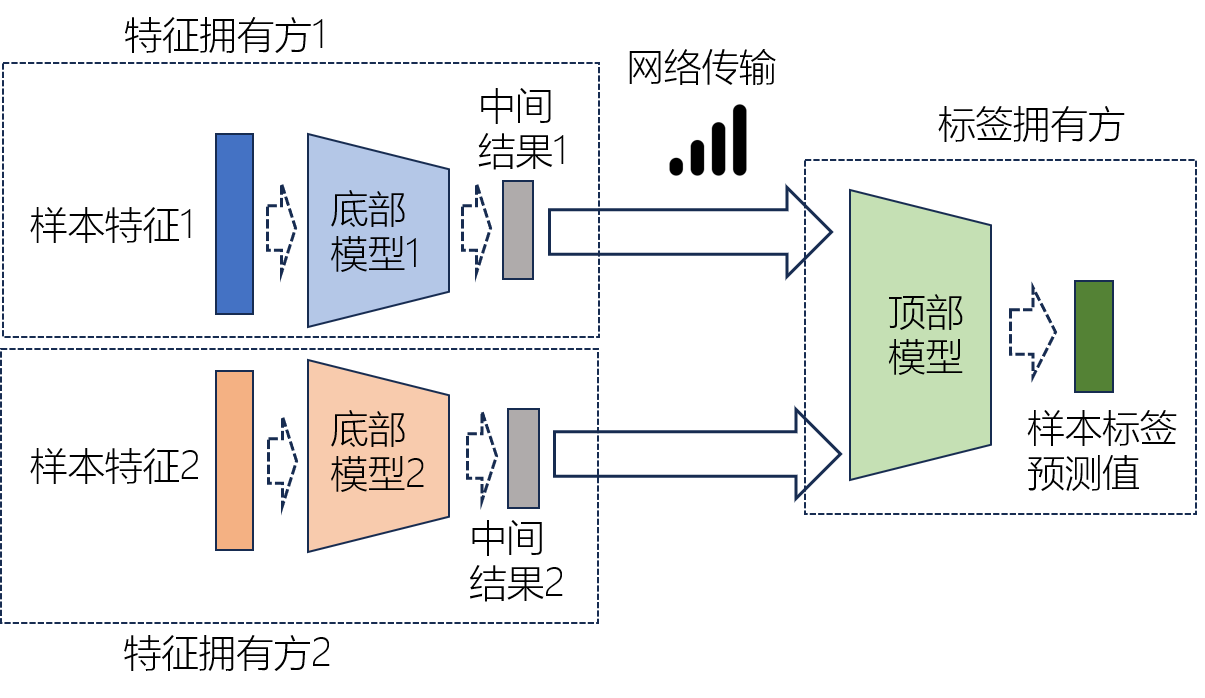 特征拥有方1
网络传输
中间
结果1
标签拥有方
样本特征1
底部
模型1
顶部
模型
样本特征2
底部
模型2
样本标签
预测值
中间
结果2
特征拥有方2